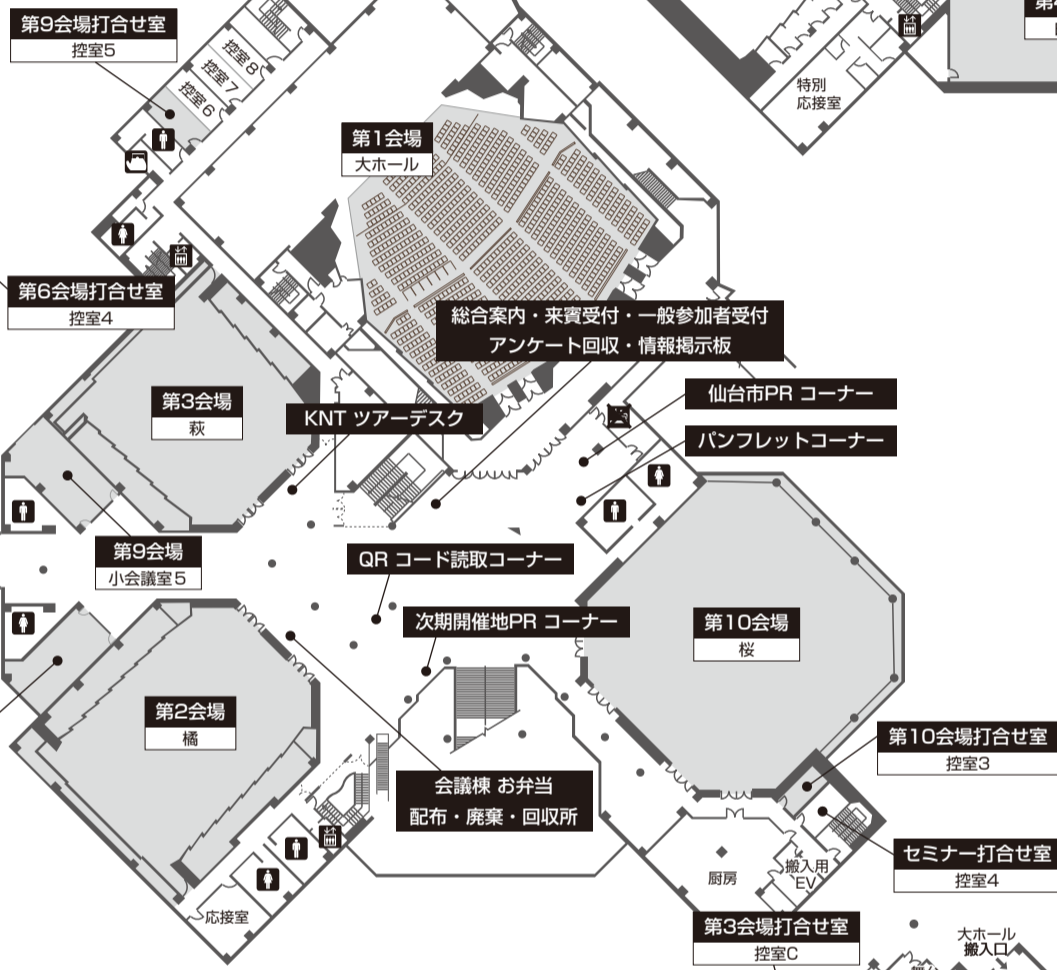 第9会場打合せ室
控室5
控室8
控室7
控室6
特別
応接室
第1会場
大ホール
第6会場打合せ室
控室4
総合案内・来賓受付・一般参加者受付
アンケート回収・情報掲示板
第3会場
萩
KNT ツアーデスク
仙台市PR コーナー
パンフレットコーナー
第9会場
小会議室5
QR コード読取コーナー
次期開催地PR コーナー
第10会場
桜
第2会場
橘
第10会場打合せ室
控室3
会議棟 お弁当
配布・廃棄・回収所
セミナー打合せ室
控室4
厨房
搬入用
EV
応接室
第3会場打合せ室
控室C
大ホール
搬入口